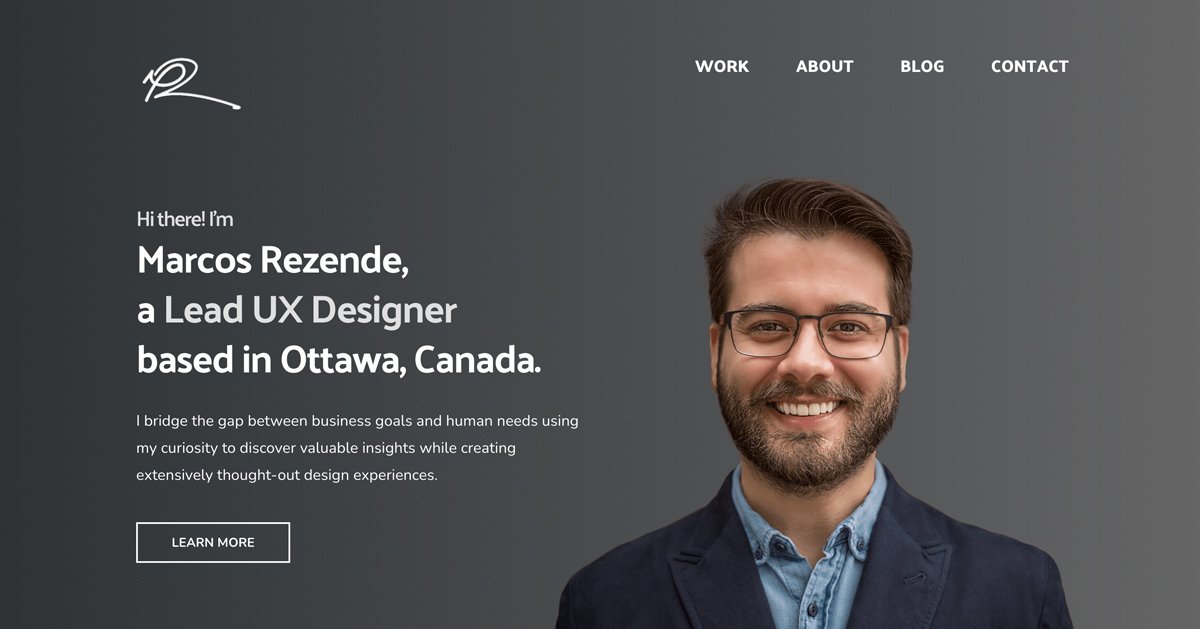 WORK ABOUT BLOG CONTACT
Hi there! I'm
Marcos Rezende,
a Lead UX Designer
based in Ottawa, Canada.
I bridge the gap between business goals and human needs using
my curiosity to discover valuable insights while creating
extensively thought-out design experiences.
LEARN MORE